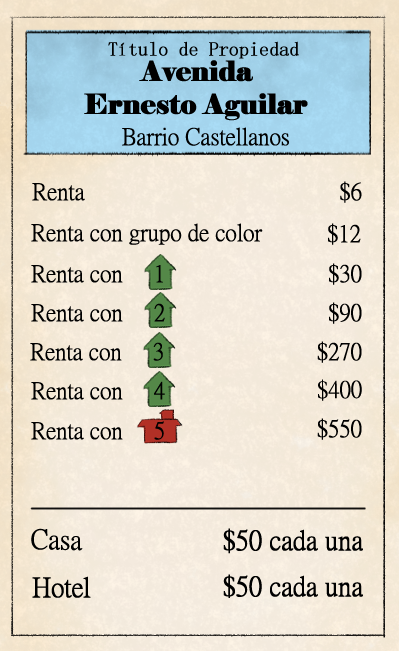 Título de Propiedad
Avenida
Ernesto Aguilar
Barrio Castellanos
Renta $6
Renta con grupo de color $12
Renta con 1 $30
Renta con 2 $90
Renta con 3 $270
Renta con 4 $400
Renta con 5 $550
Casa $50 cada una
Hotel $50 cada una